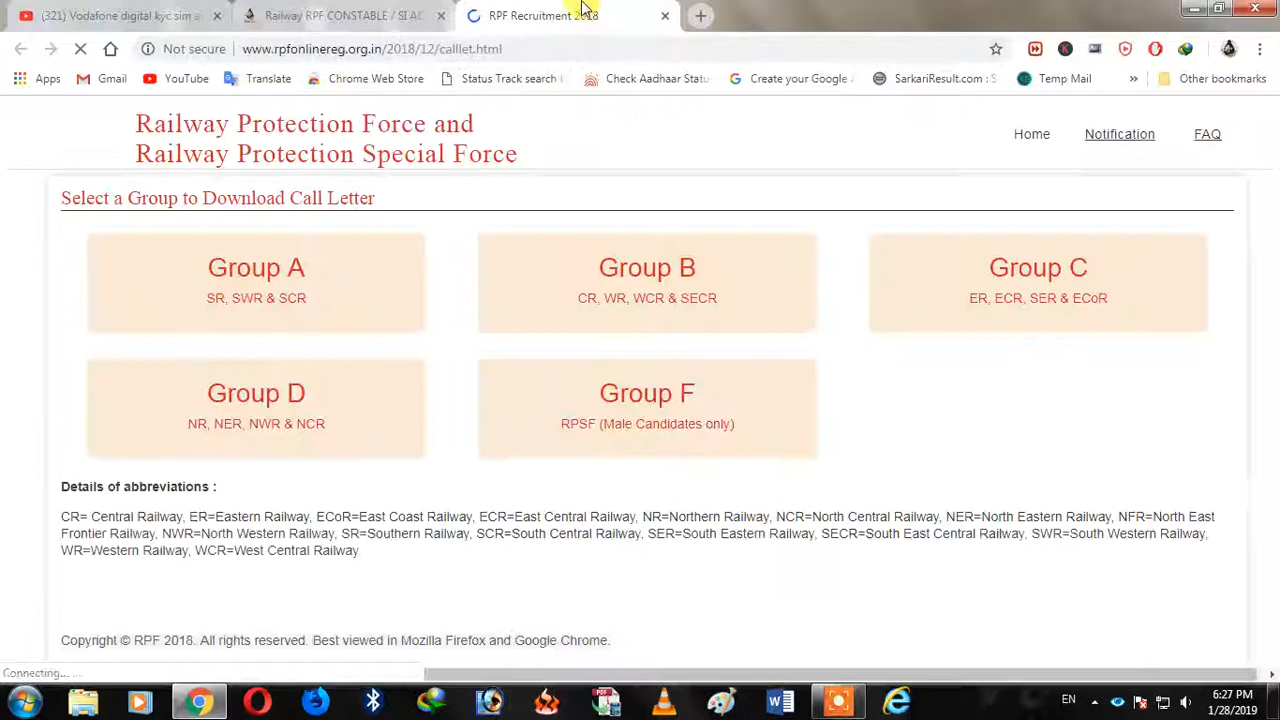 (321) Vodafone digital kyc sim a
Railway RPF CONSTABLE / SI AC
RPF Recruitment 2018
Not secure
www.rpfonlinereg.org.in/2018/12/calllet.html
Apps
Gmail
YouTube
Translate
Chrome Web Store
Status Track search
Check Aadhaar Statu
Create your Google
SarkariResult.com : S
Temp Mail
Other bookmarks
Railway Protection Force and
Railway Protection Special Force
Home
Notification
FAQ
Select a Group to Download Call Letter
Group A
SR, SWR & SCR
Group B
CR, WR, WCR & SECR
Group C
ER, ECR, SER & ECoR
Group D
NR, NER, NWR & NCR
Group F
RPSF (Male Candidates only)
Details of abbreviations :
CR= Central Railway, ER=Eastern Railway, ECoR=East Coast Railway, ECR=East Central Railway, NR=Northern Railway, NCR=North Central Railway, NER=North Eastern Railway, NFR=North East
Frontier Railway, NWR=North Western Railway, SR=Southern Railway, SCR=South Central Railway, SER=South Eastern Railway, SECR=South East Central Railway, SWR=South Western Railway,
WR=Western Railway, WCR=West Central Railway
Copyright © RPF 2018. All rights reserved. Best viewed in Mozilla Firefox and Google Chrome.
Connecting...
EN
6:27 PM
1/28/2019